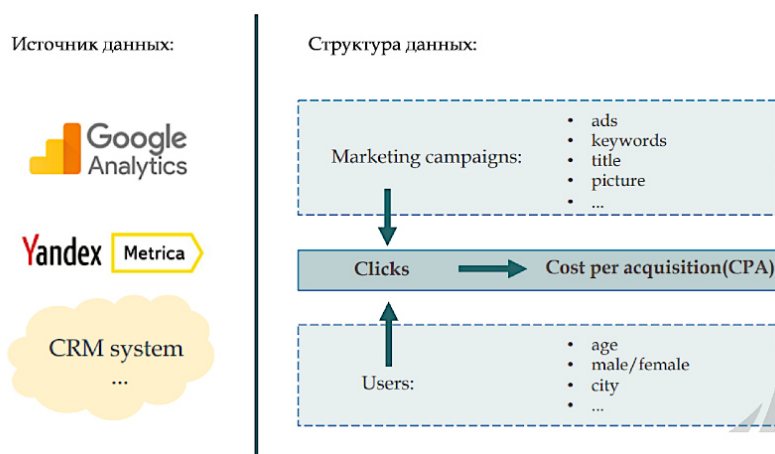 Источник данных:
Google
Analytics
Yandex Metrica
CRM system
...
Структура данных:
Marketing campaigns:
• ads
• keywords
• title
• picture
• ...
Clicks
Cost per acquisition(CPA)
Users:
• age
• male/female
• city
• ...